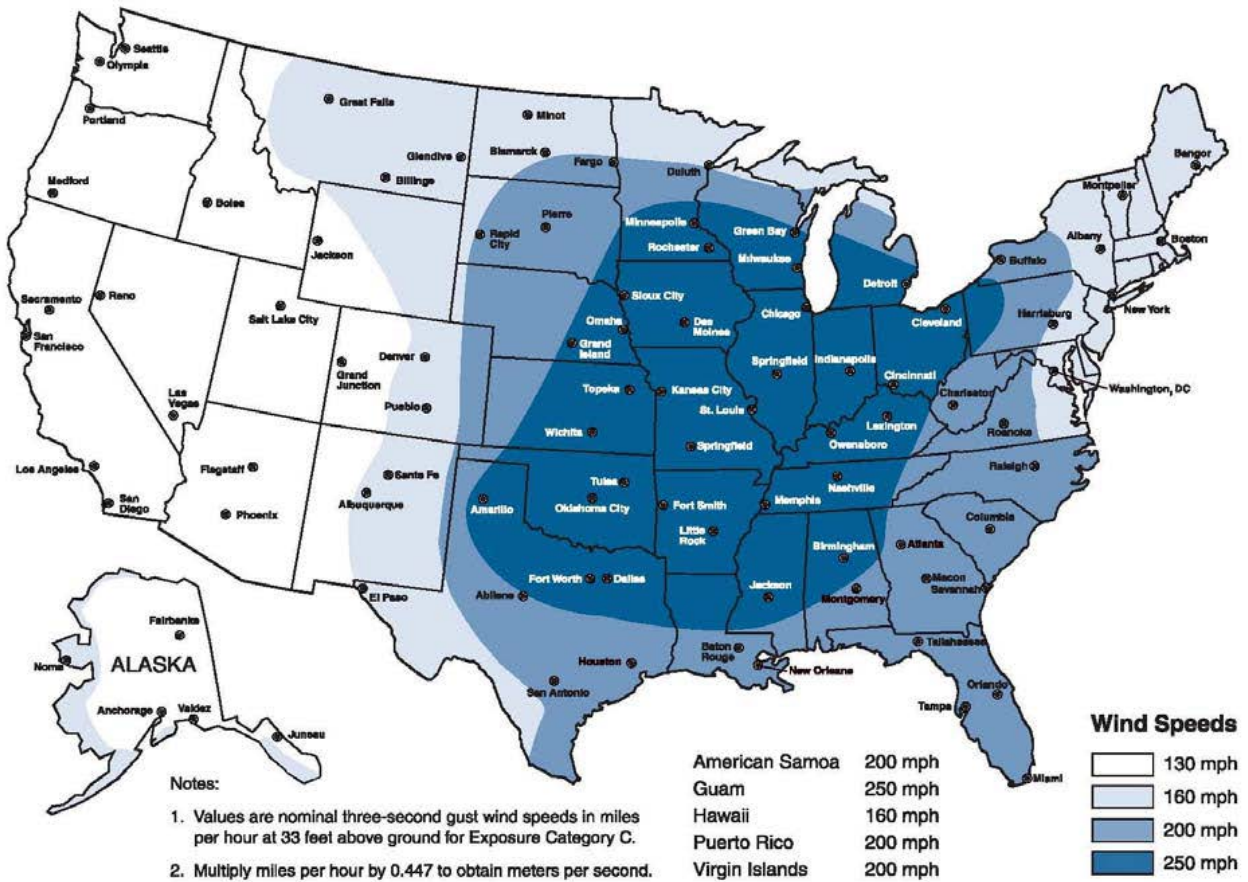 Seattle
Olympia
Portland
Medford
Great Falls
Glendive
Billings
Minot
Bismarck
Fargo
Duluth
Boise
Jackson
Rapid
City
Pierre
Minneapolis
Rochester
Green Bay
Milwaukee
Detroit
Bangor
Montpelier
Albany
Boston
Buffalo
New York
Harrisburg
Washington, DC
Sacramento
San
Francisco
Reno
Salt Lake City
Las
Vegas
Grand
Junction
Denver
Pueblo
Sioux City
Omaha
Grand
Island
Des
Moines
Chicago
Cleveland
Springfield
Indianapolis
Cincinnati
Topeka
Kansas City
St. Louis
Charleston
Lexington
Owensboro
Roanoke
Wichita
Springfield
Raleigh
Los Angeles
San
Diego
Flagstaff
Phoenix
Santa Fe
Albuquerque
El Paso
Amarillo
Tulsa
Oklahoma City
Fort Smith
Little
Rock
Memphis
Nashville
Birmingham
Columbia
Atlanta
Macon
Savannah
Montgomery
Jackson
Fort Worth
Dallas
Abilene
Houston
San Antonio
Baton
Rouge
New Orleans
Tallahassee
Orlando
Tampa
Miami
Fairbanks
Nome
ALASKA
Anchorage
Valdez
Juneau
Notes:
1. Values are nominal three-second gust wind speeds in miles
per hour at 33 feet above ground for Exposure Category C.
2. Multiply miles per hour by 0.447 to obtain meters per second.
American Samoa 200 mph
Guam 250 mph
Hawaii 160 mph
Puerto Rico 200 mph
Virgin Islands 200 mph
Wind Speeds
130 mph
160 mph
200 mph
250 mph